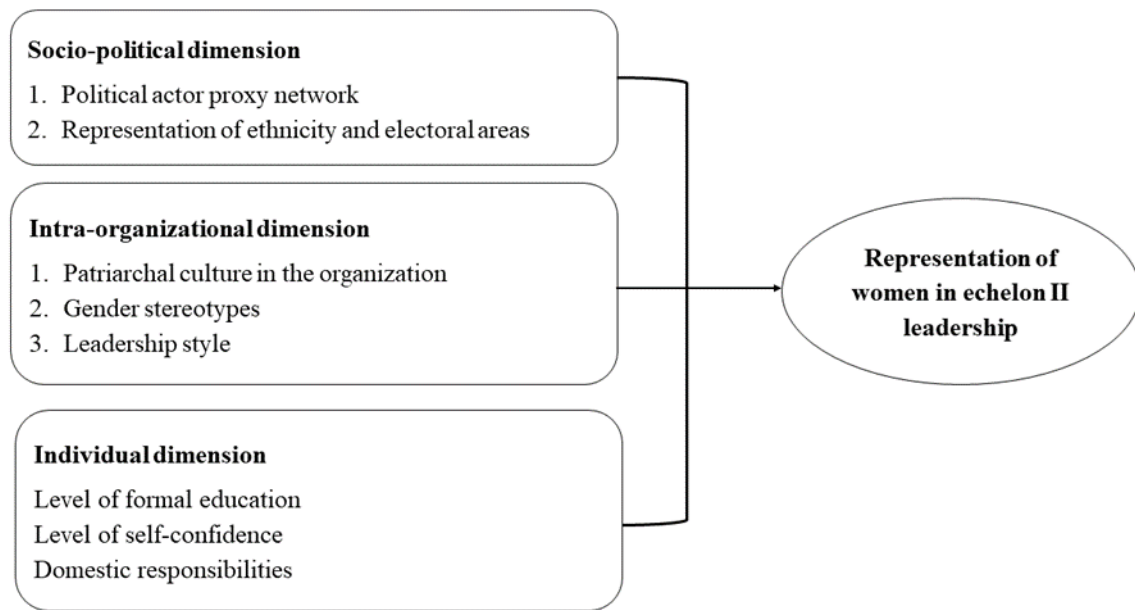 Socio-political dimension
1. Political actor proxy network
2. Representation of ethnicity and electoral areas
Intra-organizational dimension
1. Patriarchal culture in the organization
2. Gender stereotypes
3. Leadership style
Individual dimension
Level of formal education
Level of self-confidence
Domestic responsibilities
Representation of
women in echelon II
leadership